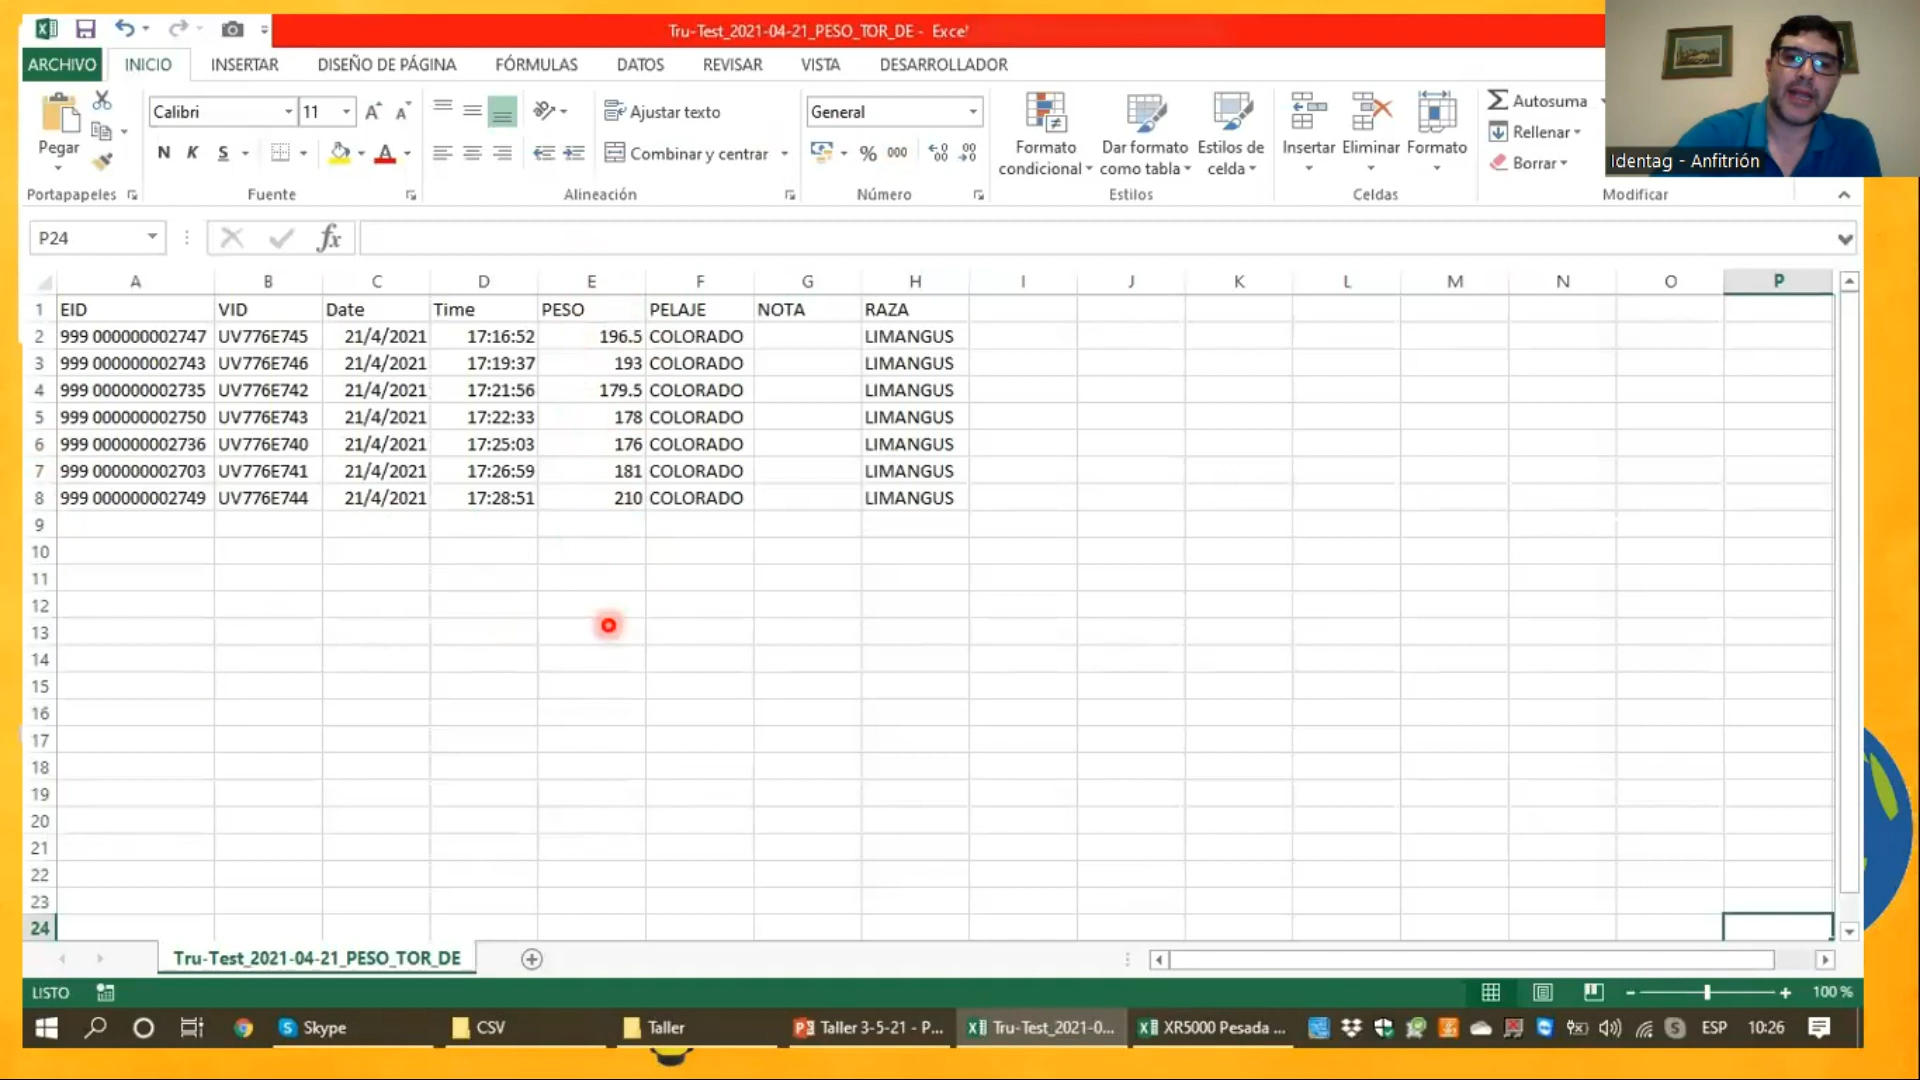 Tru-Test_2021-04-21_PESO_TOR_DE - Excel
ARCHIVO INICIO INSERTAR DISEÑO DE PÁGINA FÓRMULAS DATOS REVISAR VISTA DESARROLLADOR
Calibri 11 Ajustar texto General Autosuma
Rellenar
Pegar N K S Combinar y centrar % 000 Formato condicional Dar formato como tabla Estilos de celda Insertar Eliminar Formato Borrar
Identag - Anfitrión
Portapapeles Fuente Alineación Número Estilos Celdas Modificar
P24 fx
A B C D E F G H I J K L M N O P
1 EID VID Date Time PESO PELAJE NOTA RAZA
2 999 000000002747 UV776E745 21/4/2021 17:16:52 196.5 COLORADO LIMANGUS
3 999 000000002743 UV776E746 21/4/2021 17:19:37 193 COLORADO LIMANGUS
4 999 000000002735 UV776E742 21/4/2021 17:21:56 179.5 COLORADO LIMANGUS
5 999 000000002750 UV776E743 21/4/2021 17:22:33 178 COLORADO LIMANGUS
6 999 000000002736 UV776E740 21/4/2021 17:25:03 176 COLORADO LIMANGUS
7 999 000000002703 UV776E741 21/4/2021 17:26:59 181 COLORADO LIMANGUS
8 999 000000002749 UV776E744 21/4/2021 17:28:51 210 COLORADO LIMANGUS
9
10
11
12
13
14
15
16
17
18
19
20
21
22
23
24
Tru-Test_2021-04-21_PESO_TOR_DE
LISTO 100 %
Skype CSV Taller Taller 3-5-21 - P... Tru-Test_2021-0... XR5000 Pesada ... ESP 10:26